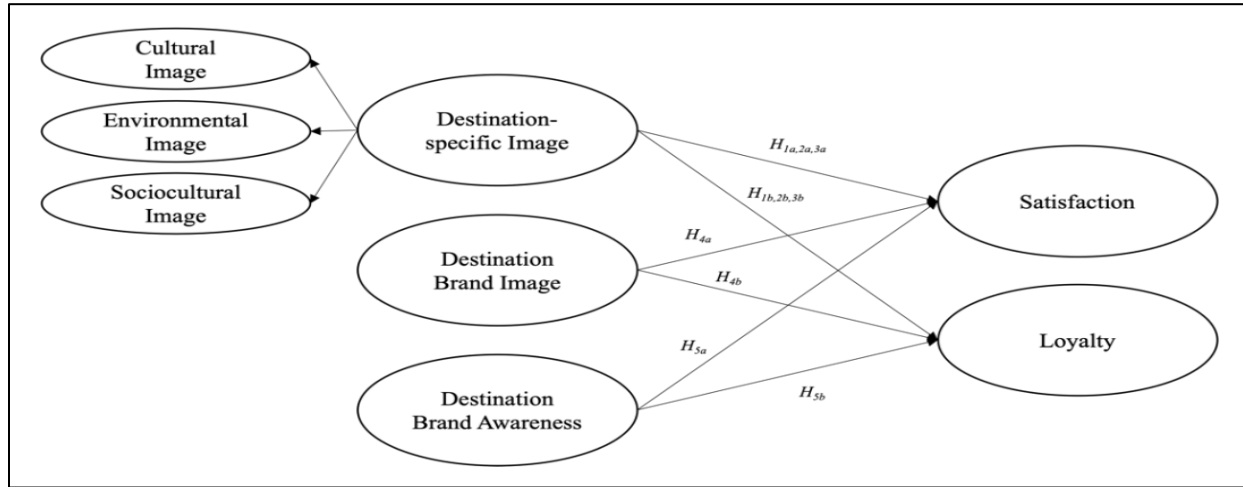 Cultural
Image
Environmental
Image
Sociocultural
Image
Destination-
specific Image
Destination
Brand Image
Destination
Brand Awareness
H1a,2a,3a
H1b,2b,3b
H4a
H4b
H5a
H5b
Satisfaction
Loyalty